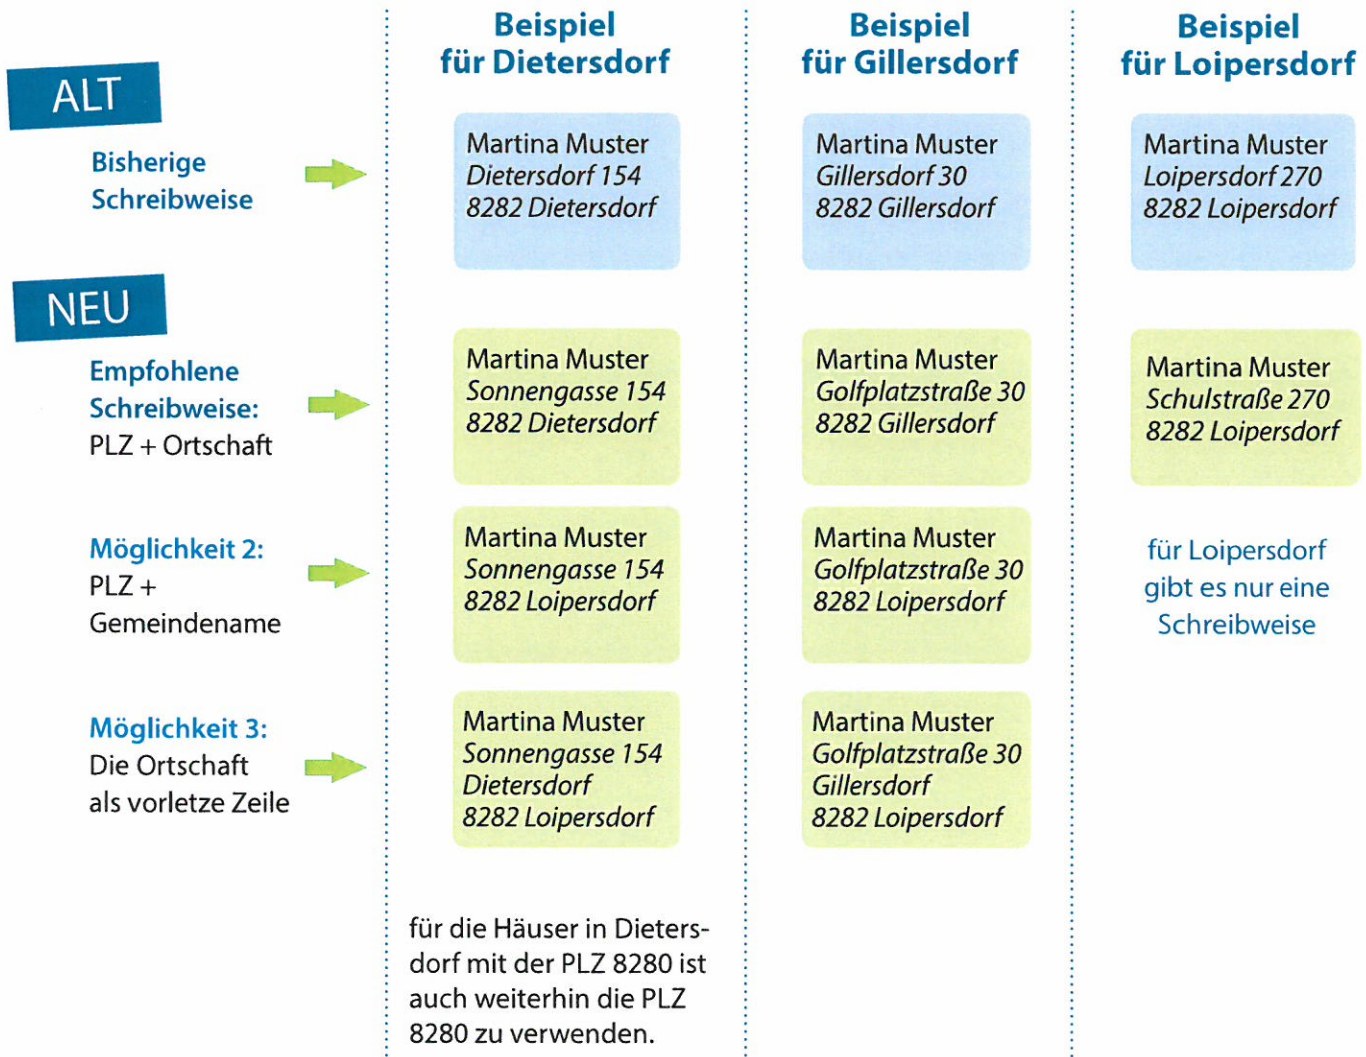 Beispiel
für Dietersdorf
Beispiel
für Gillersdorf
Beispiel
für Loipersdorf
ALT
Bisherige
Schreibweise
Martina Muster
Dietersdorf 154
8282 Dietersdorf
Martina Muster
Gillersdorf 30
8282 Gillersdorf
Martina Muster
Loipersdorf 270
8282 Loipersdorf
NEU
Empfohlene
Schreibweise:
PLZ + Ortschaft
Martina Muster
Sonnengasse 154
8282 Dietersdorf
Martina Muster
Golfplatzstraße 30
8282 Gillersdorf
Martina Muster
Schulstraße 270
8282 Loipersdorf
Möglichkeit 2:
PLZ +
Gemeindename
Martina Muster
Sonnengasse 154
8282 Loipersdorf
Martina Muster
Golfplatzstraße 30
8282 Loipersdorf
für Loipersdorf
gibt es nur eine
Schreibweise
Möglichkeit 3:
Die Ortschaft
als vorletze Zeile
Martina Muster
Sonnengasse 154
Dietersdorf
8282 Loipersdorf
Martina Muster
Golfplatzstraße 30
Gillersdorf
8282 Loipersdorf
für die Häuser in Dieters-
dorf mit der PLZ 8280 ist
auch weiterhin die PLZ
8280 zu verwenden.